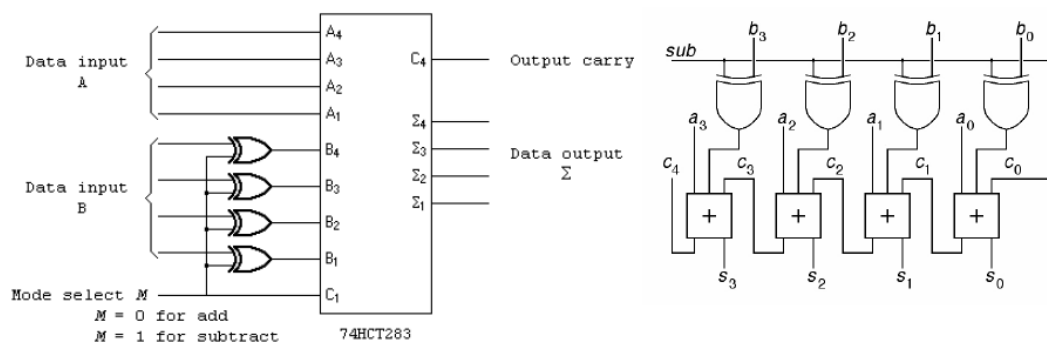 Data input
A
Data input
B
Mode select M
M = 0 for add
M = 1 for subtract
A4
A3
A2
A1
B4
B3
B2
B1
C1
C4
Σ4
Σ3
Σ2
Σ1
74HCT283
Output carry
Data output
Σ
sub
b3 b2 b1 b0
a3 a2 a1 a0
c4 c3 c2 c1 c0
+ + + +
s3 s2 s1 s0